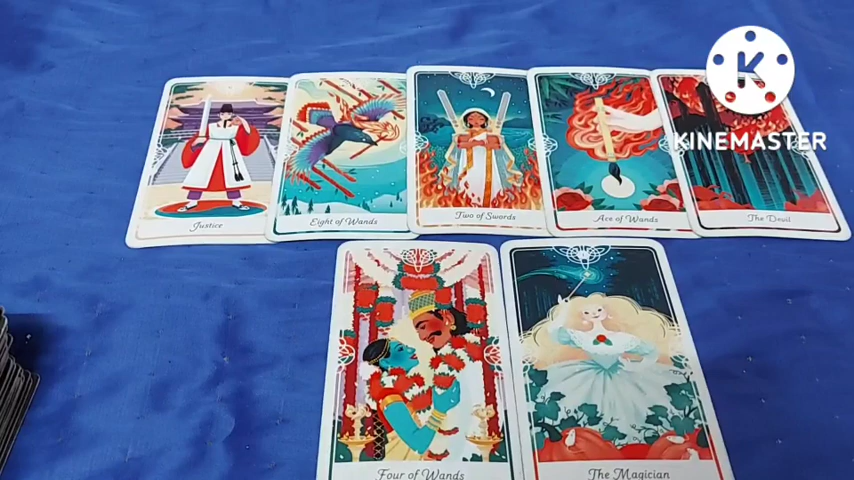 K
KINEMASTER
Justice
Eight of Wands
Two of Swords
Ace of Wands
The Devil
Four of Wands
The Magician